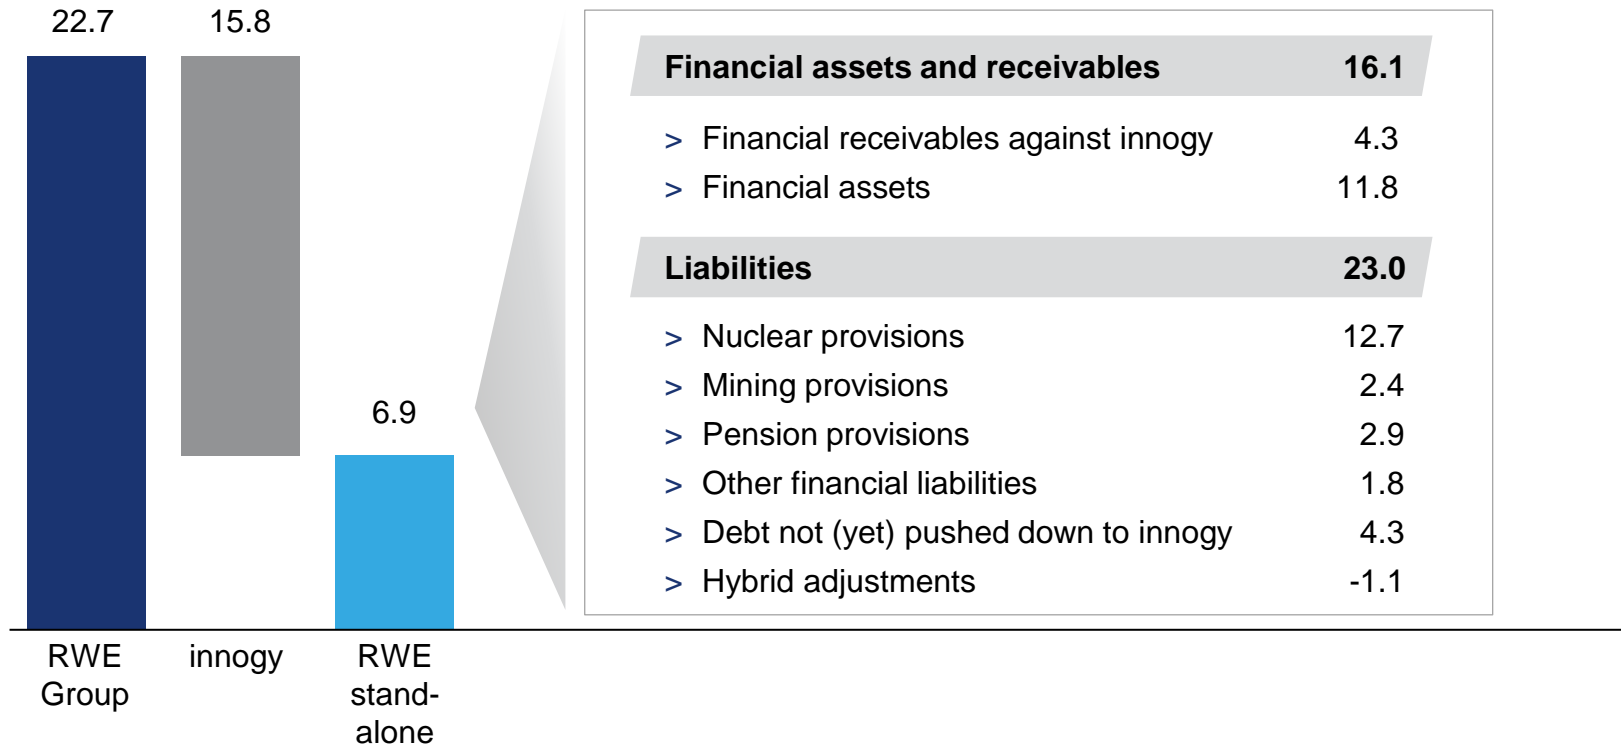 22.7
15.8
6.9
RWE
Group
innogy
RWE
stand-
alone
Financial assets and receivables 16.1
> Financial receivables against innogy 4.3
> Financial assets 11.8
Liabilities 23.0
> Nuclear provisions 12.7
> Mining provisions 2.4
> Pension provisions 2.9
> Other financial liabilities 1.8
> Debt not (yet) pushed down to innogy 4.3
> Hybrid adjustments -1.1